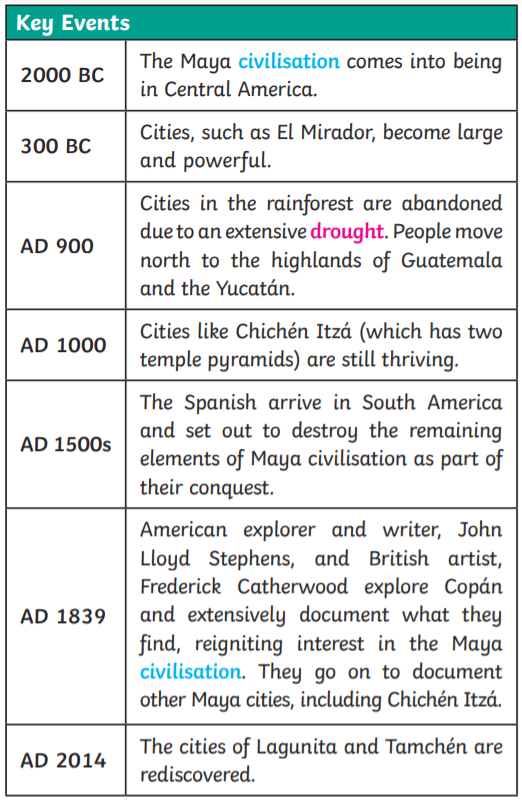 Key Events
2000 BC
The Maya civilisation comes into being
in Central America.
300 BC
Cities, such as El Mirador, become large
and powerful.
AD 900
Cities in the rainforest are abandoned
due to an extensive drought. People move
north to the highlands of Guatemala
and the Yucatán.
AD 1000
Cities like Chichén Itzá (which has two
temple pyramids) are still thriving.
AD 1500s
The Spanish arrive in South America
and set out to destroy the remaining
elements of Maya civilisation as part of
their conquest.
AD 1839
American explorer and writer, John
Lloyd Stephens, and British artist,
Frederick Catherwood explore Copán
and extensively document what they
find, reigniting interest in the Maya
civilisation. They go on to document
other Maya cities, including Chichén Itzá.
AD 2014
The cities of Lagunita and Tamchén are
rediscovered.